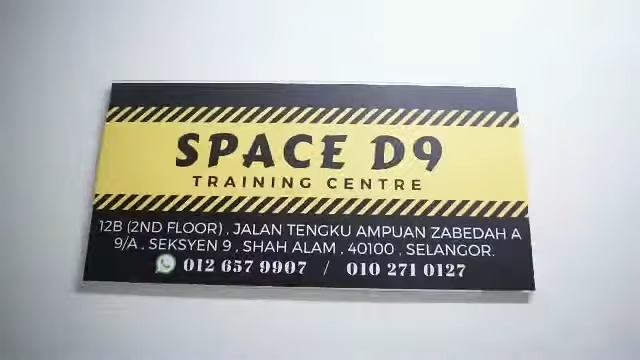 SPACE D9
TRAINING CENTRE
12B (2ND FLOOR) , JALAN TENGKU AMPUAN ZABEDAH A
9/A , SEKSYEN 9 , SHAH ALAM , 40100 , SELANGOR.
012 657 9907 / 010 271 0127